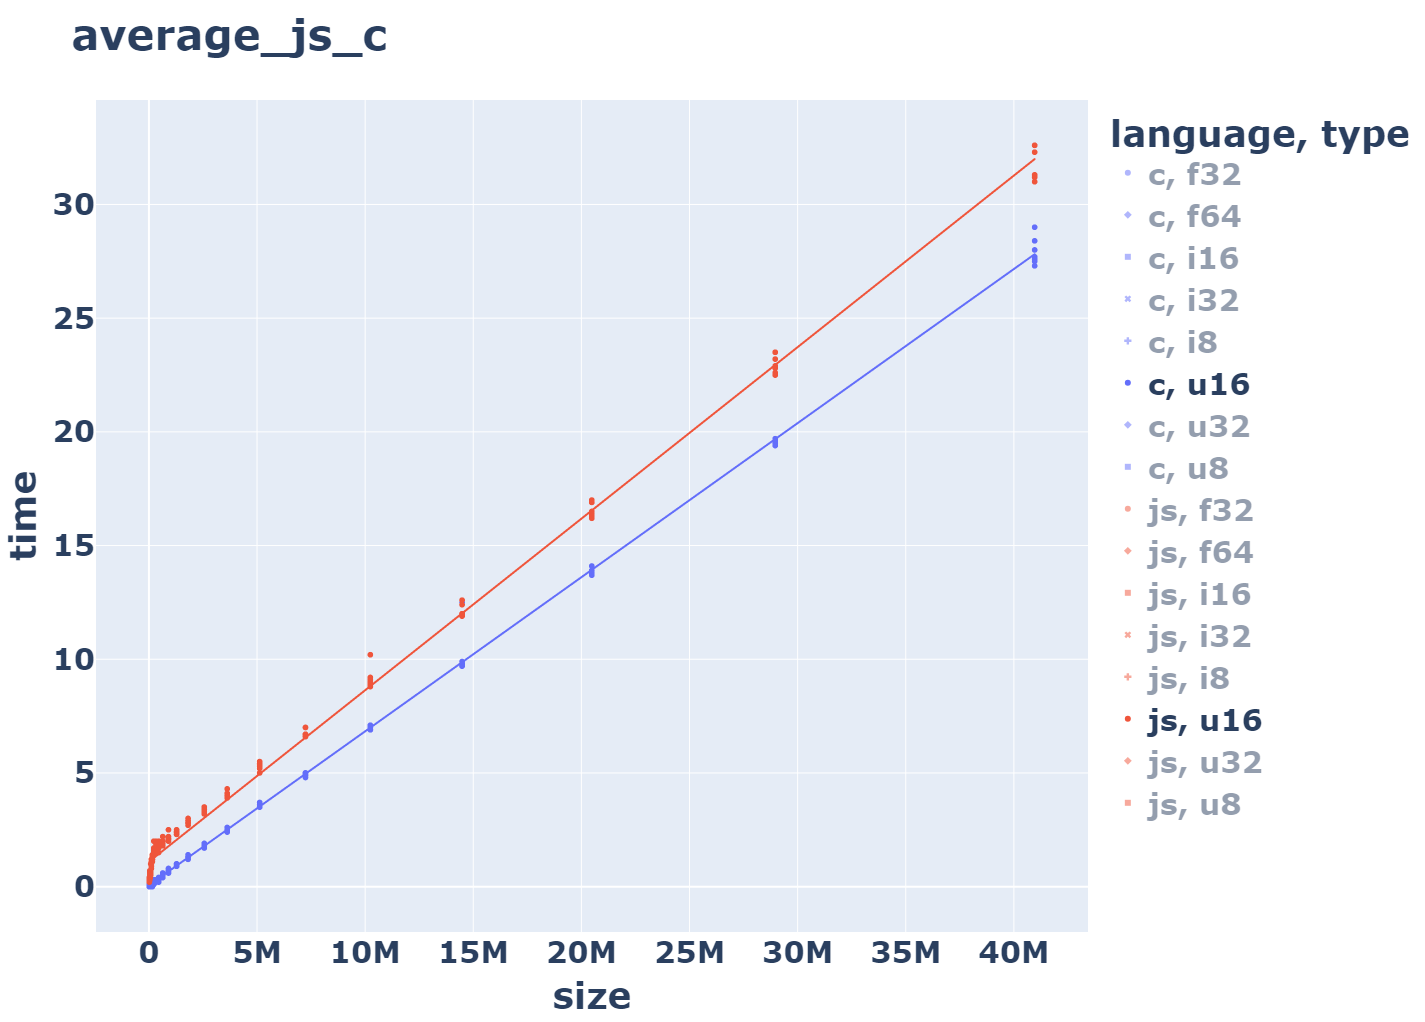 average_js_c
language, type
c, f32
c, f64
c, i16
c, i32
c, i8
c, u16
c, u32
c, u8
js, f32
js, f64
js, i16
js, i32
js, i8
js, u16
js, u32
js, u8
time
30
25
20
15
10
5
0
0 5M 10M 15M 20M 25M 30M 35M 40M
size